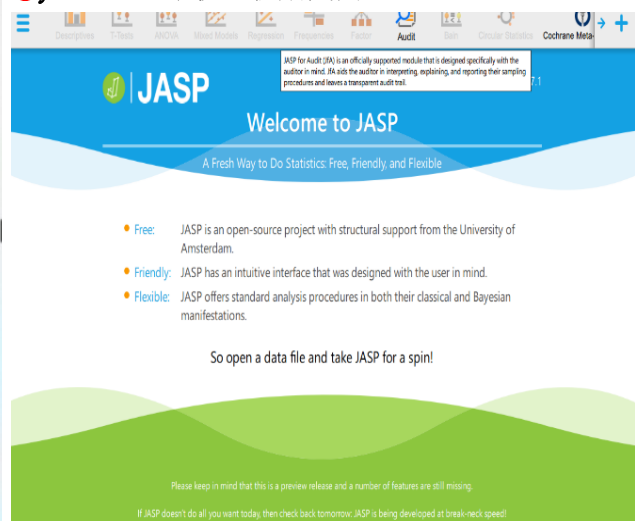 Descriptives T-Tests ANOVA Mixed Models Regression Frequencies Factor Audit Bain Circular Statistics Cochrane Meta-
JASP for Audit (JfA) is an officially supported module that is designed specifically with the
auditor in mind. JfA aids the auditor in interpreting, explaining, and reporting their sampling
procedures and leaves a transparent audit trail.
7.1
JASP
Welcome to JASP
A Fresh Way to Do Statistics: Free, Friendly, and Flexible
Free: JASP is an open-source project with structural support from the University of
Amsterdam.
Friendly: JASP has an intuitive interface that was designed with the user in mind.
Flexible: JASP offers standard analysis procedures in both their classical and Bayesian
manifestations.
So open a data file and take JASP for a spin!
Please keep in mind that this is a preview release and a number of features are still missing.
If JASP doesn't do all you want today, then check back tomorrow: JASP is being developed at break-neck speed!